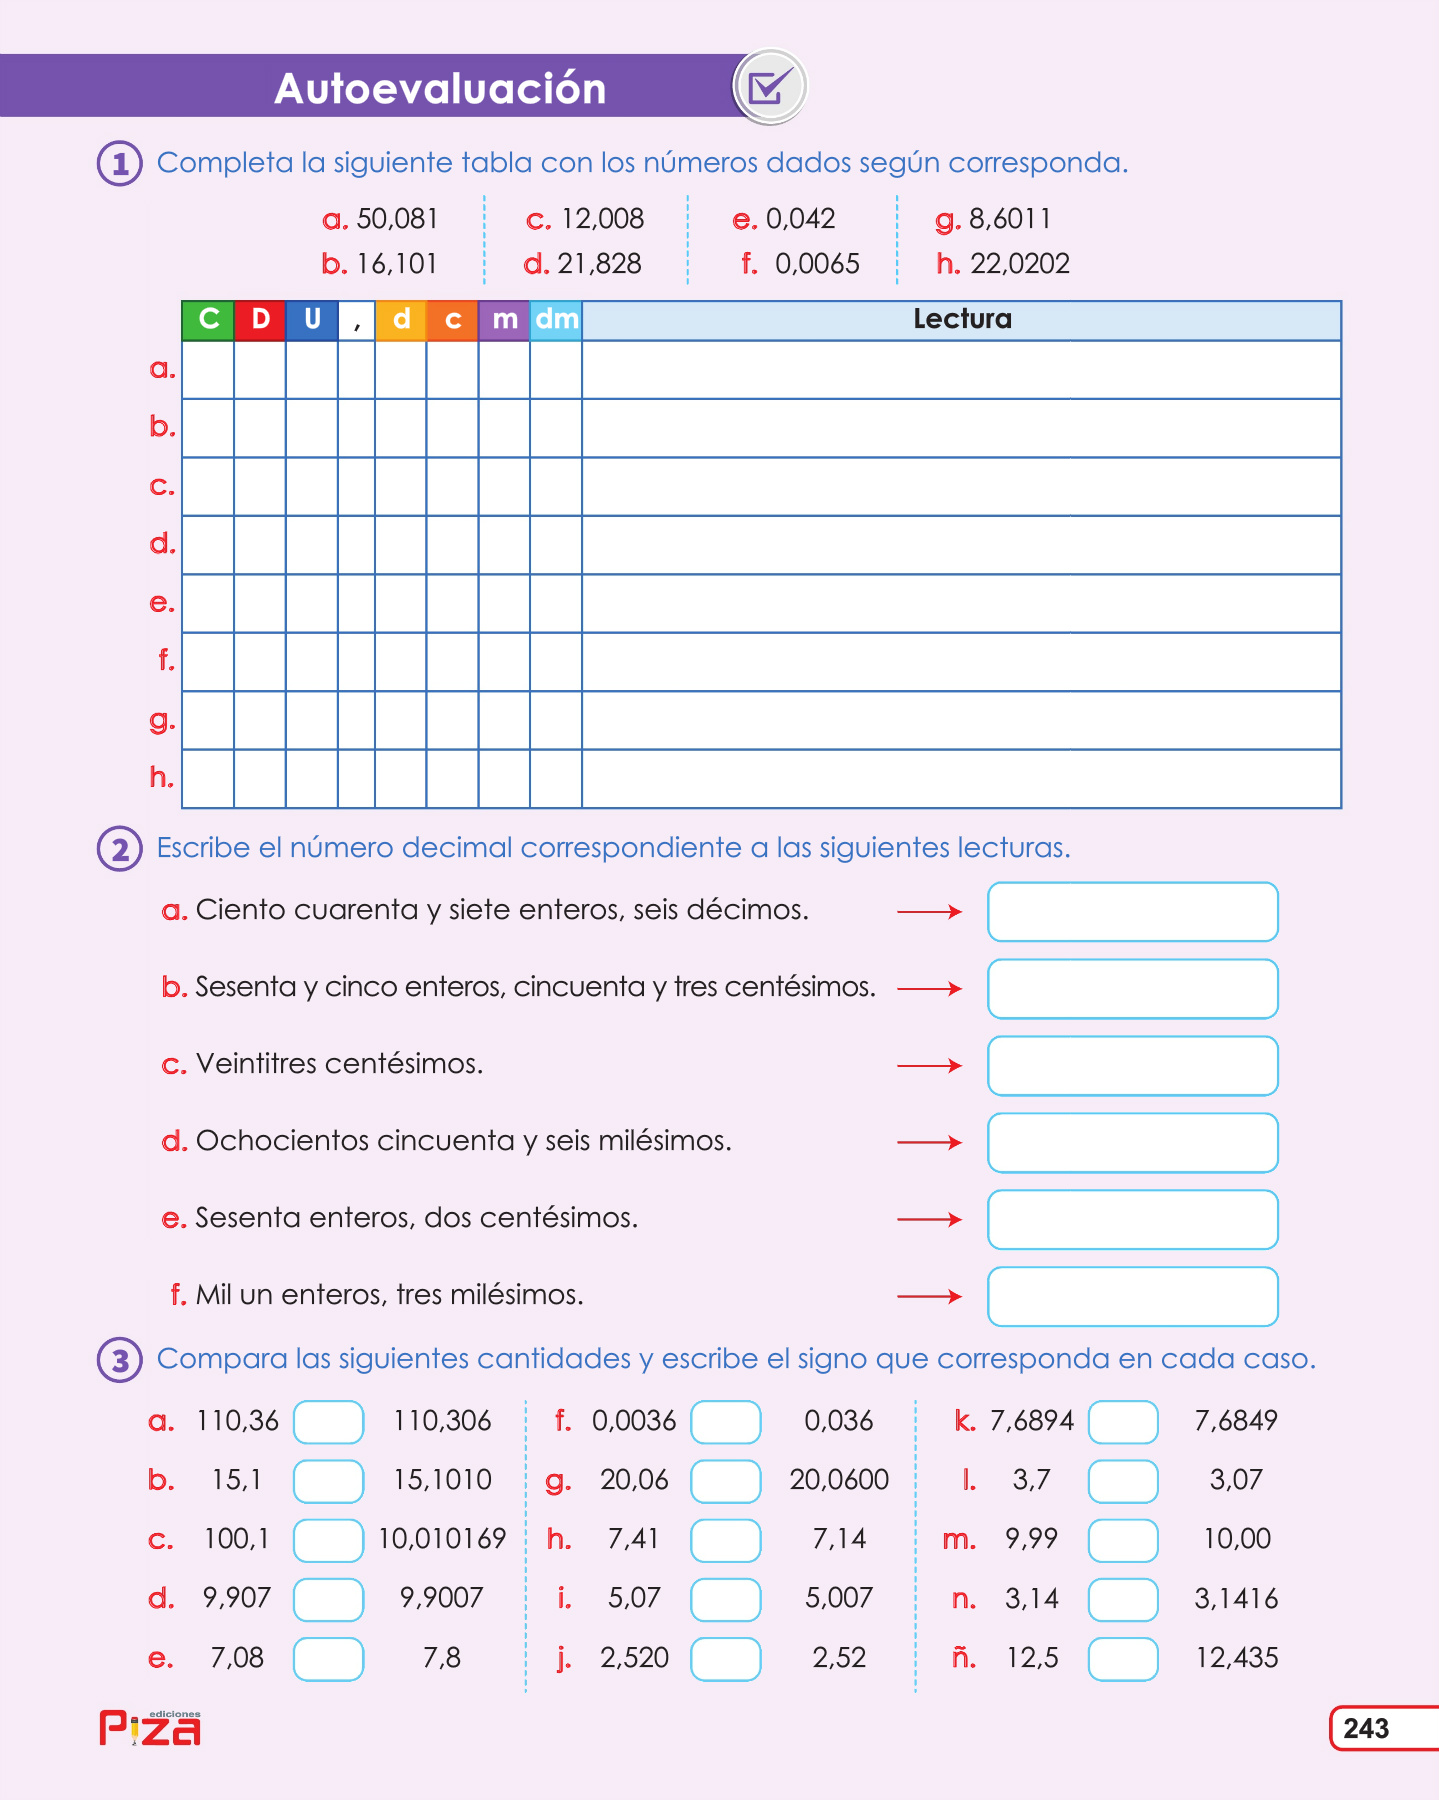 Autoevaluación
1 Completa la siguiente tabla con los números dados según corresponda.
a. 50,081 c. 12,008 e. 0,042 g. 8,6011
b. 16,101 d. 21,828 f. 0,0065 h. 22,0202
C D U , d c m dm Lectura
a.
b.
c.
d.
e.
f.
g.
h.
2 Escribe el número decimal correspondiente a las siguientes lecturas.
a. Ciento cuarenta y siete enteros, seis décimos.
b. Sesenta y cinco enteros, cincuenta y tres centésimos.
c. Veintitres centésimos.
d. Ochocientos cincuenta y seis milésimos.
e. Sesenta enteros, dos centésimos.
f. Mil un enteros, tres milésimos.
3 Compara las siguientes cantidades y escribe el signo que corresponda en cada caso.
a. 110,36 110,306 f. 0,0036 0,036 k. 7,6894 7,6849
b. 15,1 15,1010 g. 20,06 20,0600 l. 3,7 3,07
c. 100,1 10,010169 h. 7,41 7,14 m. 9,99 10,00
d. 9,907 9,9007 i. 5,07 5,007 n. 3,14 3,1416
e. 7,08 7,8 j. 2,520 2,52 ñ. 12,5 12,435
ediciones
Piza
243